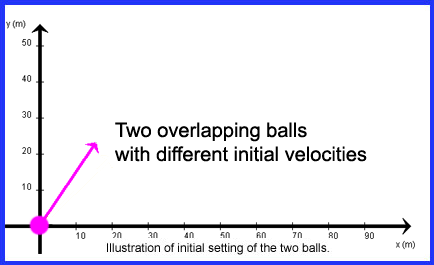 y (m)
50
40
30
20
10
Two overlapping balls
with different initial velocities
10 20 30 40 50 60 70 80 90
x (m)
Illustration of initial setting of the two balls.